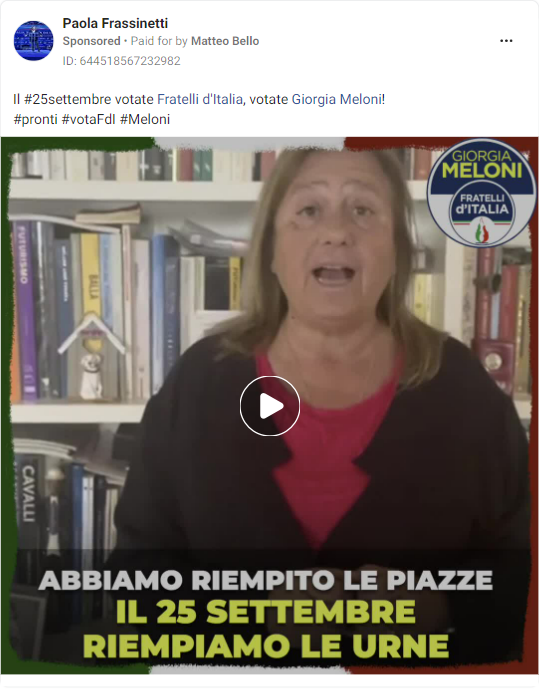 Paola Frassinetti
Sponsored • Paid for by Matteo Bello
ID: 644518567232982
Il #25settembre votate Fratelli d'Italia, votate Giorgia Meloni!
#pronti #votaFdI #Meloni
GIORGIA
MELONI
FRATELLI
d'ITALIA
FUTURISMO
BALLA
CAVALLI
ABBIAMO RIEMPITO LE PIAZZE
IL 25 SETTEMBRE
RIEMPIAMO LE URNE